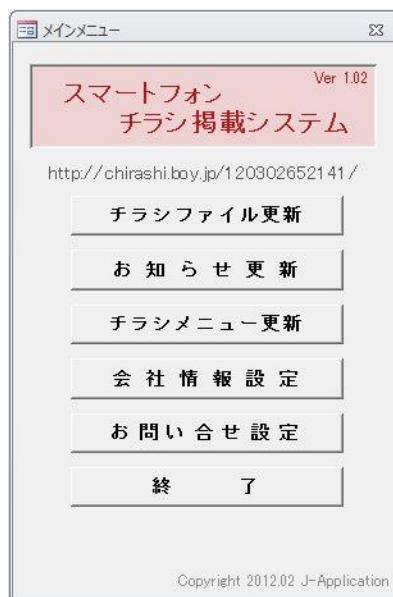 メインメニュー
Ver 1.02
スマートフォン
チラシ掲載システム
http://chirashi.boy.jp/120302652141/
チラシファイル更新
お知らせ更新
チラシメニュー更新
会社情報設定
お問い合せ設定
終了
Copyright 2012.02 J-Application